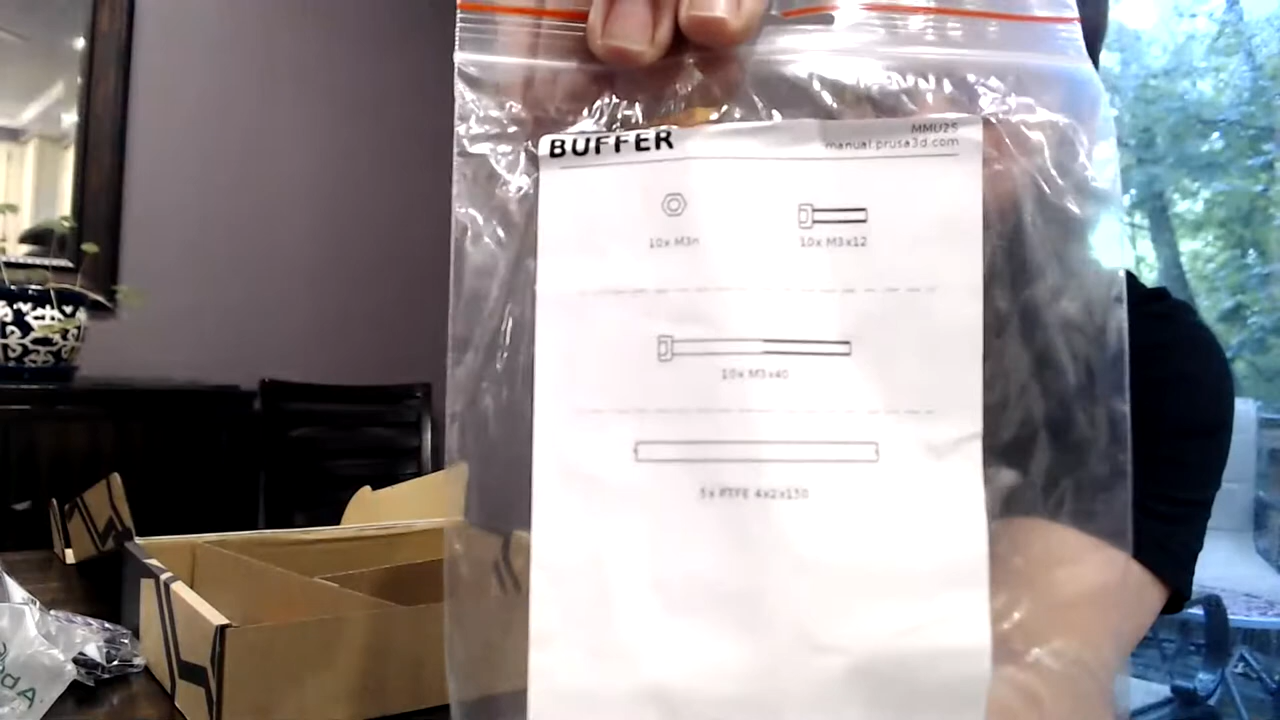 BUFFER
MMU2S
manual.prusa3d.com
10x M3n
10x M3x12
10x M3x40
5x PTFE 4x2x150